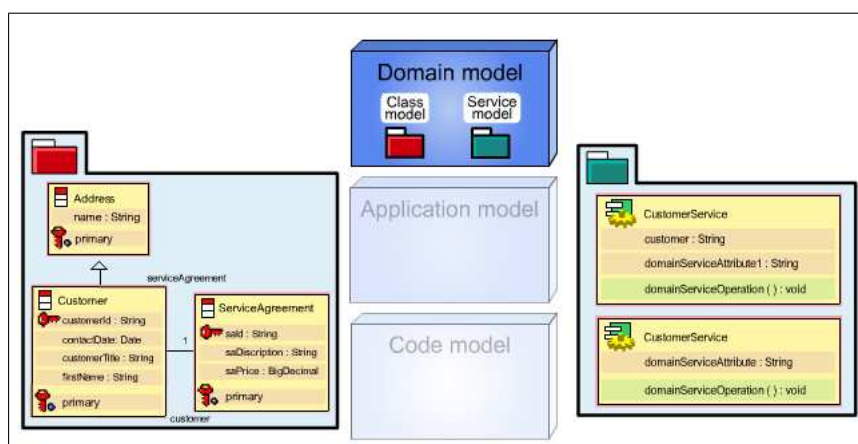 Domain model
Class
model
Service
model
Application model
Code model
Address
name : String
primary
serviceAgreement
Customer
customerId : String
contactDate: Date
customerTitle : String
firstName : String
primary
1
customer
ServiceAgreement
saId : String
saDiscription : String
saPrice : BigDecimal
primary
CustomerService
customer : String
domainServiceAttribute1 : String
domainServiceOperation ( ) : void
CustomerService
domainServiceAttribute : String
domainServiceOperation ( ) : void